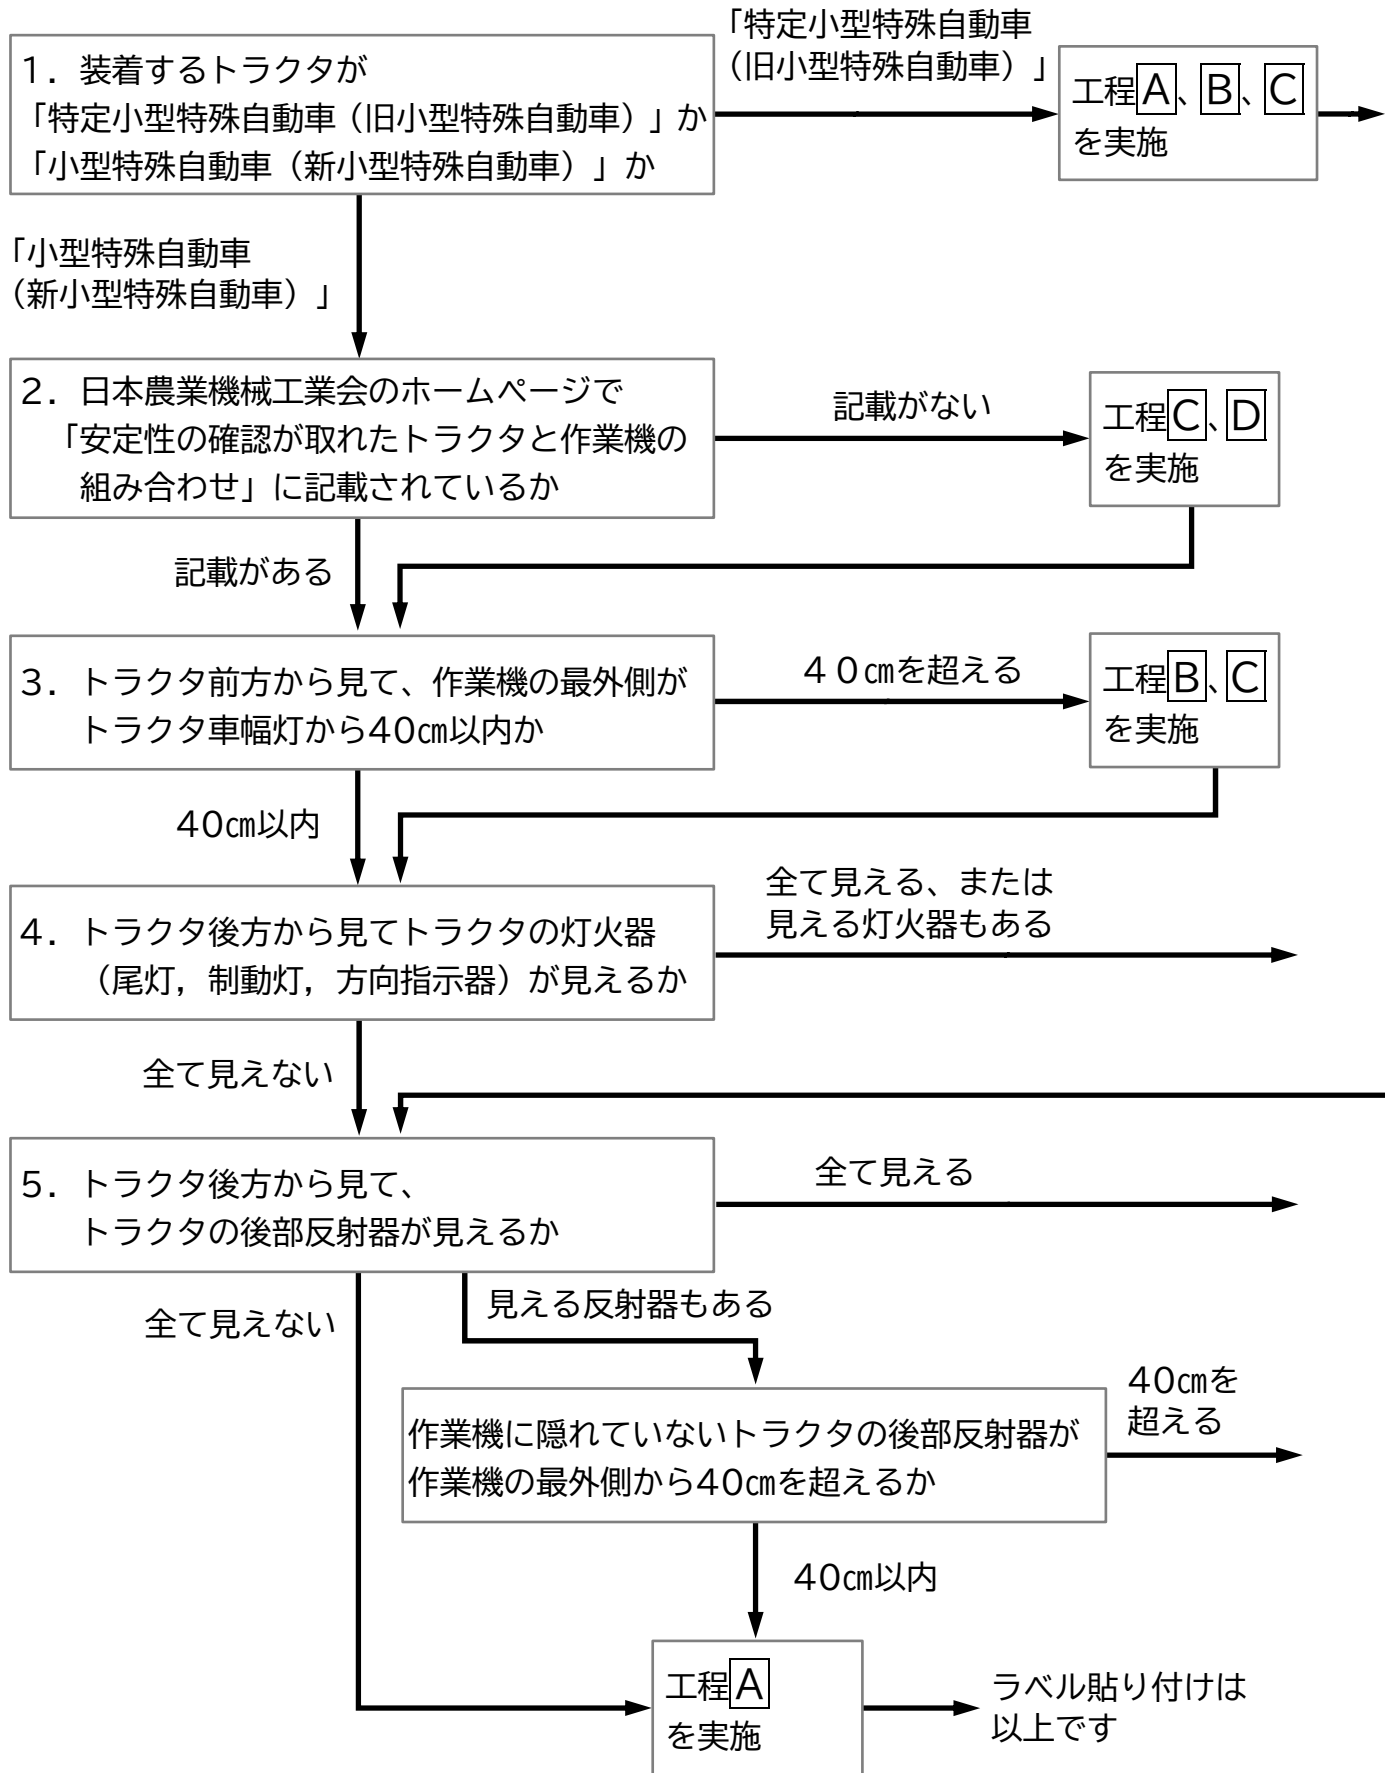 1．装着するトラクタが
「特定小型特殊自動車（旧小型特殊自動車）」か
「小型特殊自動車（新小型特殊自動車）」か
「特定小型特殊自動車
（旧小型特殊自動車）」
工程A、B、C
を実施
「小型特殊自動車
（新小型特殊自動車）」
2．日本農業機械工業会のホームページで
「安定性の確認が取れたトラクタと作業機の
組み合わせ」に記載されているか
記載がない
工程C、D
を実施
記載がある
3．トラクタ前方から見て、作業機の最外側が
トラクタ車幅灯から40㎝以内か
４０㎝を超える
工程B、C
を実施
40㎝以内
4．トラクタ後方から見てトラクタの灯火器
（尾灯，制動灯，方向指示器）が見えるか
全て見える、または
見える灯火器もある
全て見えない
5．トラクタ後方から見て、
トラクタの後部反射器が見えるか
全て見える
全て見えない
見える反射器もある
作業機に隠れていないトラクタの後部反射器が
作業機の最外側から40㎝を超えるか
40㎝を
超える
40㎝以内
工程A
を実施
ラベル貼り付けは
以上です